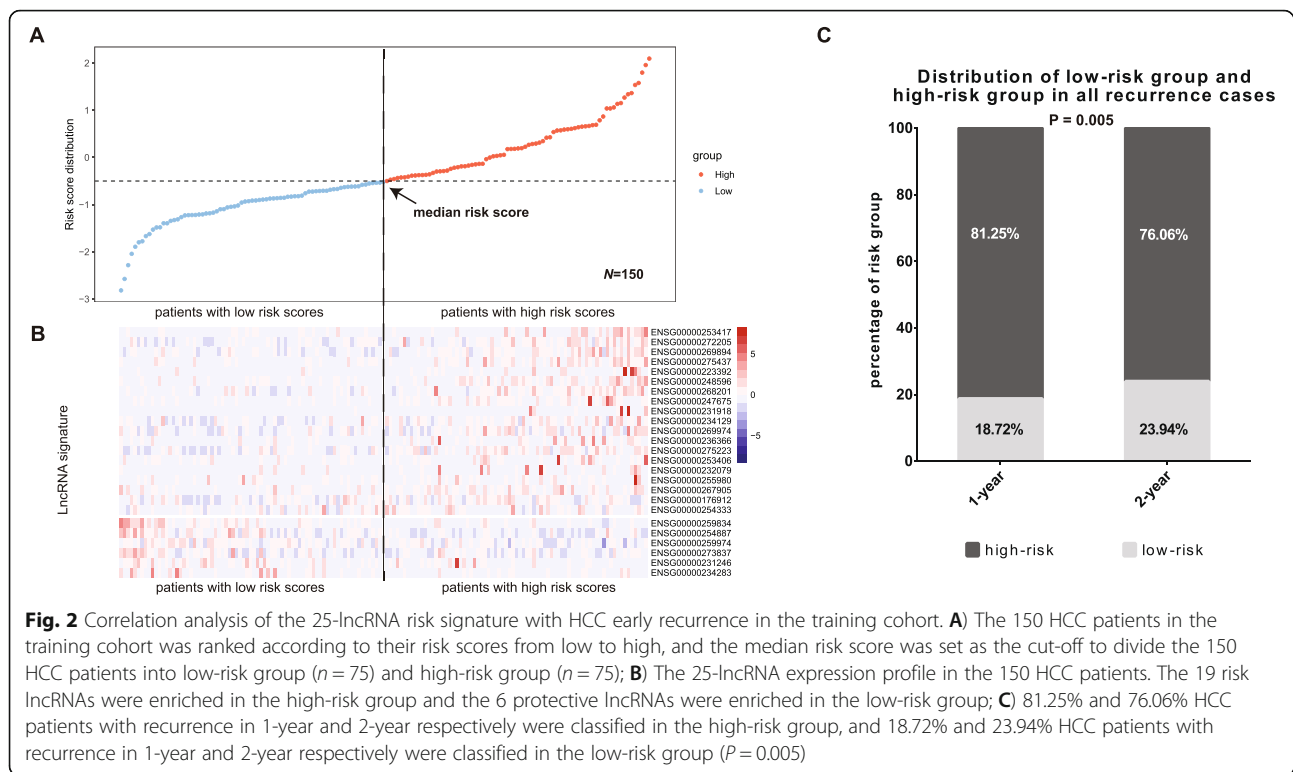 A
2
1
0
−1
−2
−3
Risk score distribution
median risk score
N=150
group
High
Low
patients with low risk scores
patients with high risk scores
B
LncRNA signature
ENSG00000253417
ENSG00000272205
ENSG00000269894
ENSG00000275437
ENSG00000223392
ENSG00000248596
ENSG00000268201
ENSG00000247675
ENSG00000231918
ENSG00000234129
ENSG00000269974
ENSG00000236366
ENSG00000275223
ENSG00000253406
ENSG00000232079
ENSG00000255980
ENSG00000267905
ENSG00000176912
ENSG00000254333
ENSG00000259834
ENSG00000254887
ENSG00000259974
ENSG00000273837
ENSG00000231246
ENSG00000234283
5
0
−5
patients with low risk scores
patients with high risk scores
C
Distribution of low-risk group and
high-risk group in all recurrence cases
P = 0.005
percentage of risk group
100
80
60
40
20
0
81.25%
76.06%
18.72%
23.94%
1-year
2-year
high-risk
low-risk
Fig. 2 Correlation analysis of the 25-lncRNA risk signature with HCC early recurrence in the training cohort. A) The 150 HCC patients in the
training cohort was ranked according to their risk scores from low to high, and the median risk score was set as the cut-off to divide the 150
HCC patients into low-risk group (n = 75) and high-risk group (n = 75); B) The 25-lncRNA expression profile in the 150 HCC patients. The 19 risk
lncRNAs were enriched in the high-risk group and the 6 protective lncRNAs were enriched in the low-risk group; C) 81.25% and 76.06% HCC
patients with recurrence in 1-year and 2-year respectively were classified in the high-risk group, and 18.72% and 23.94% HCC patients with
recurrence in 1-year and 2-year respectively were classified in the low-risk group (P = 0.005)